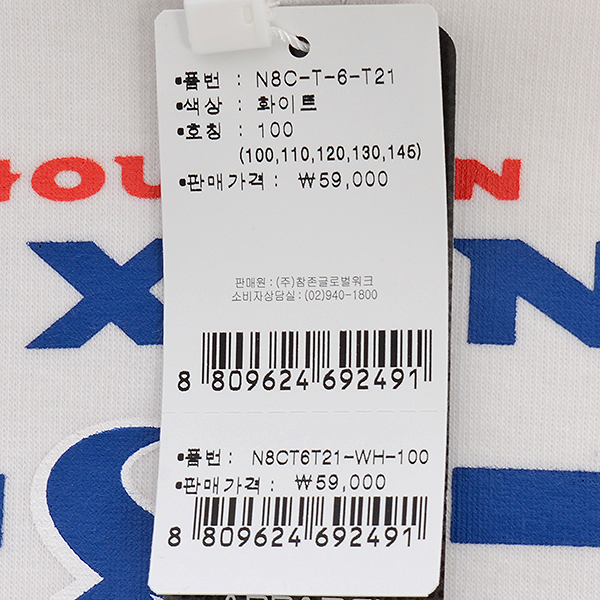 •품번 : N8C-T-6-T21
•색상 : 화이트
•호칭 : 100
(100,110,120,130,145)
•판매가격 : ₩59,000
판매원 : (주)참존글로벌워크
소비자상담실 : (02)940-1800
8 809624 692491
•품번 : N8CT6T21-WH-100
•판매가격 : ₩59,000
8 809624 692491